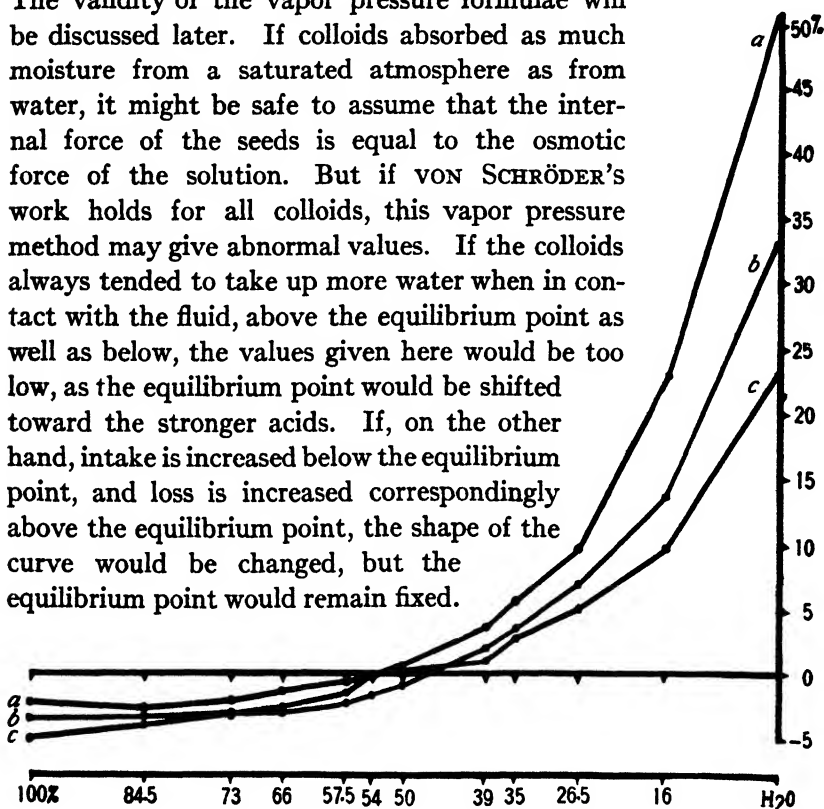 The validity of the vapor pressure formulae will
be discussed later. If colloids absorbed as much
moisture from a saturated atmosphere as from
water, it might be safe to assume that the inter-
nal force of the seeds is equal to the osmotic
force of the solution. But if VON SCHRÖDER'S
work holds for all colloids, this vapor pressure
method may give abnormal values. If the colloids
always tended to take up more water when in con-
tact with the fluid, above the equilibrium point as
well as below, the values given here would be too
low, as the equilibrium point would be shifted
toward the stronger acids. If, on the other
hand, intake is increased below the equilibrium
point, and loss is increased correspondingly
above the equilibrium point, the shape of the
curve would be changed, but the
equilibrium point would remain fixed.
a
50%
45
40
35
b
30
25
c
20
15
10
5
0
-5
a
b
c
100% 84.5 73 66 57.5 54 50 39 35 26.5 16 H2O